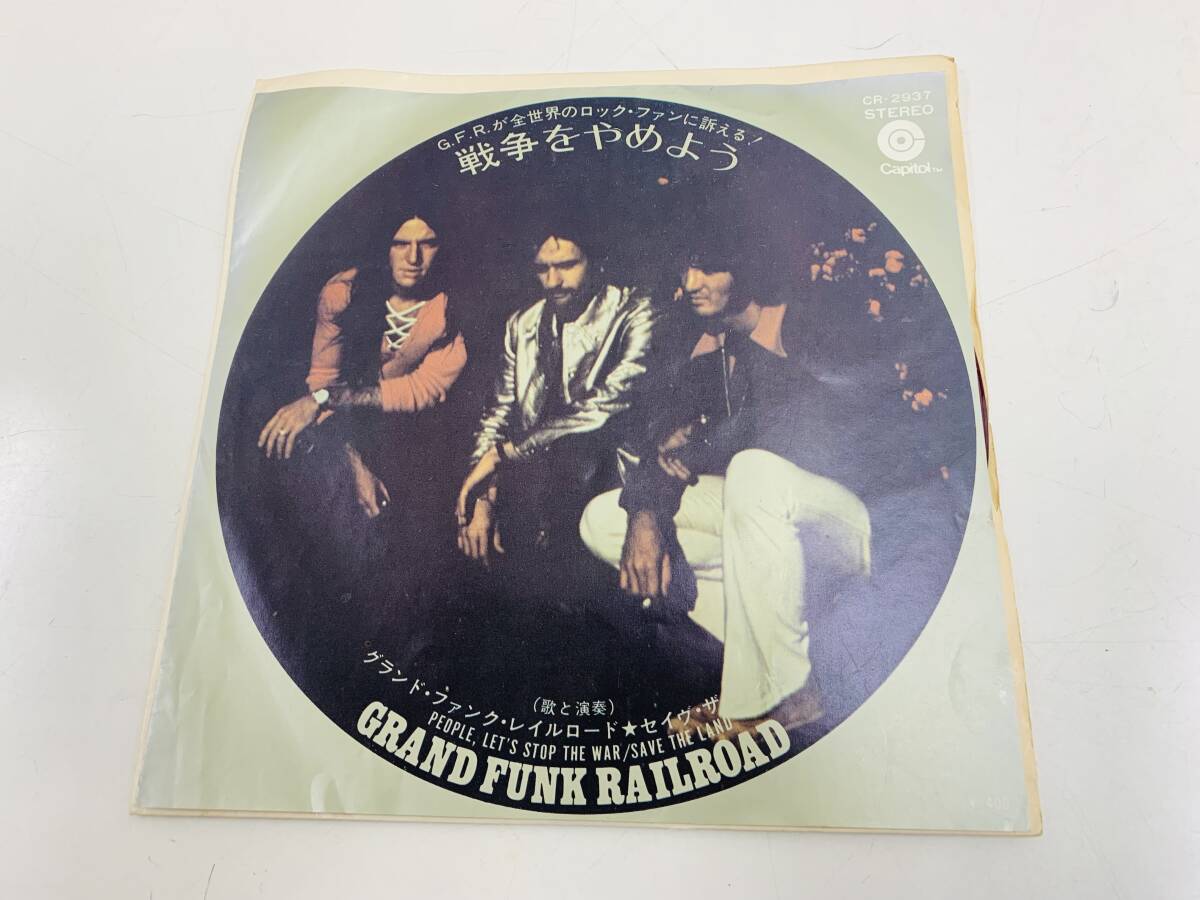 CR-2937
STEREO
Capitol™
G.F.R.が全世界のロック・ファンに訴える!
戦争をやめよう
(歌と演奏)
グランド・ファンク・レイルロード★セイヴ・ザ
PEOPLE, LET'S STOP THE WAR/SAVE THE LAND
GRAND FUNK RAILROAD
¥400